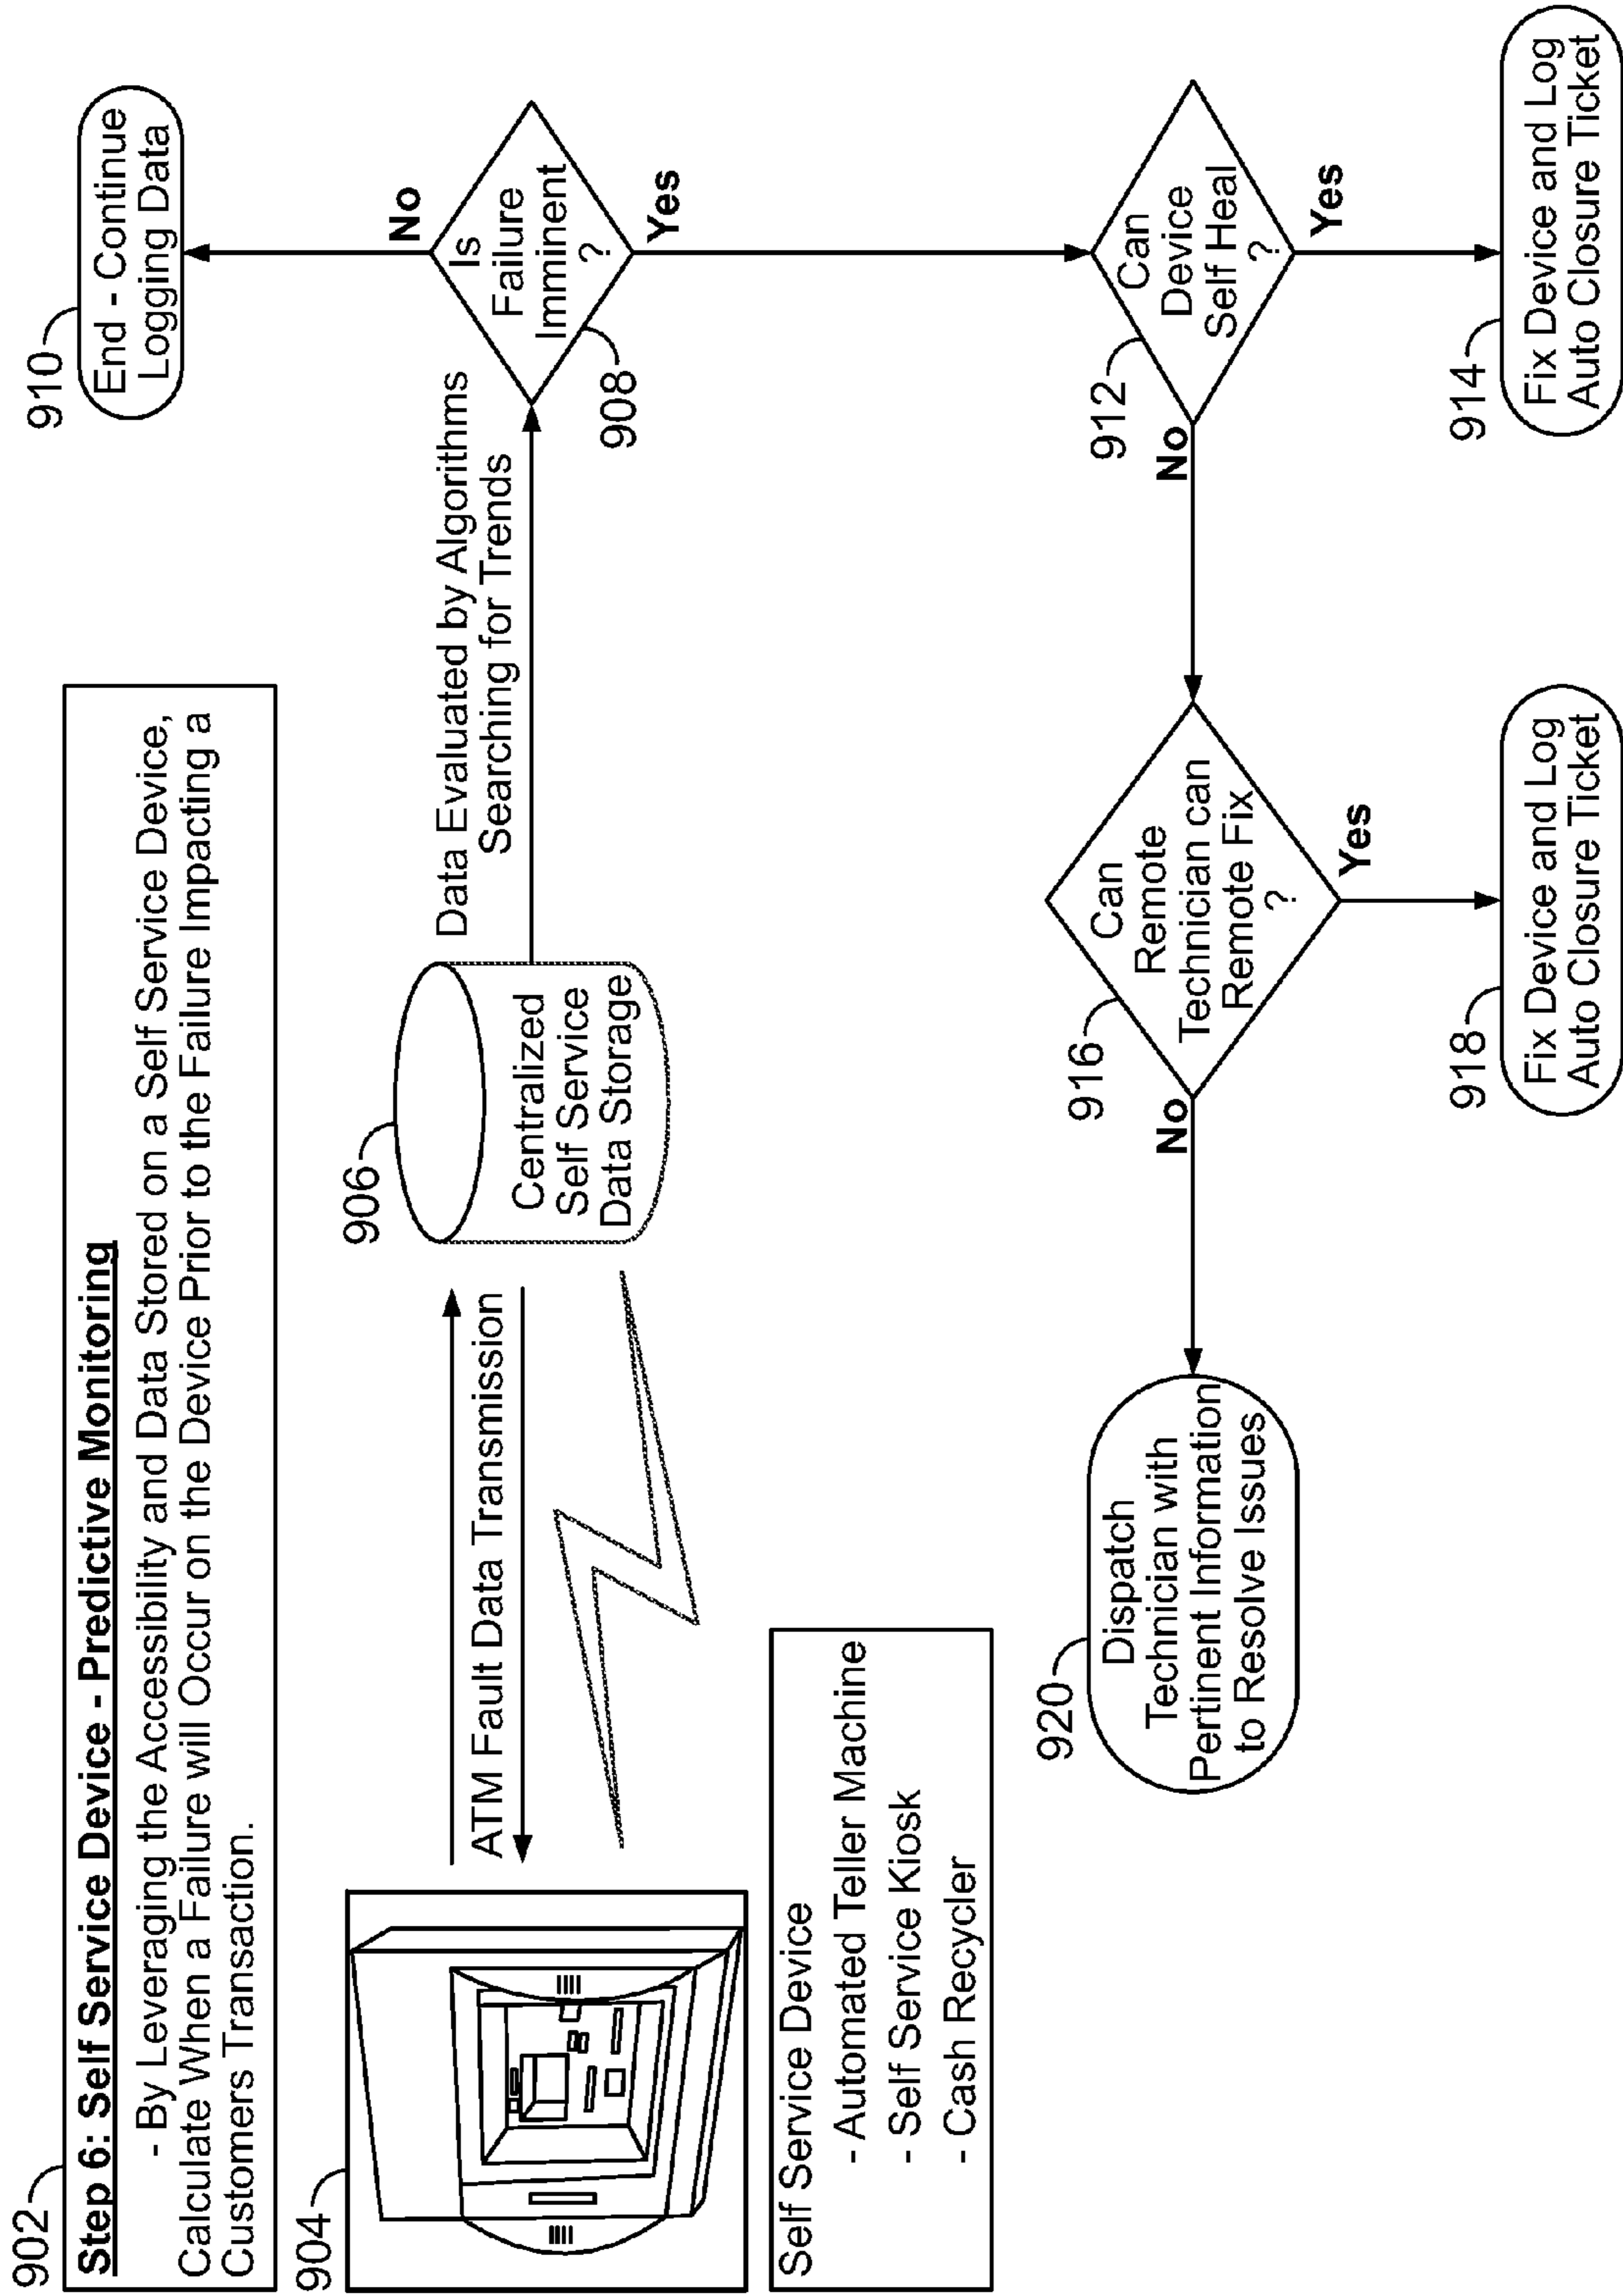 902
Step 6: Self Service Device - Predictive Monitoring
- By Leveraging the Accessibility and Data Stored on a Self Service Device,
Calculate When a Failure will Occur on the Device Prior to the Failure Impacting a
Customers Transaction.
904
ATM Fault Data Transmission
906
Centralized
Self Service
Data Storage
Data Evaluated by Algorithms
Searching for Trends
910
End - Continue
Logging Data
No
Is
Failure
Imminent
?
908
Yes
Self Service Device
- Automated Teller Machine
- Self Service Kiosk
- Cash Recycler
912
Can
Device
Self Heal
?
No
Yes
914
Fix Device and Log
Auto Closure Ticket
916
Can
Remote
Technician can
Remote Fix
?
No
Yes
918
Fix Device and Log
Auto Closure Ticket
920
Dispatch
Technician with
Pertinent Information
to Resolve Issues